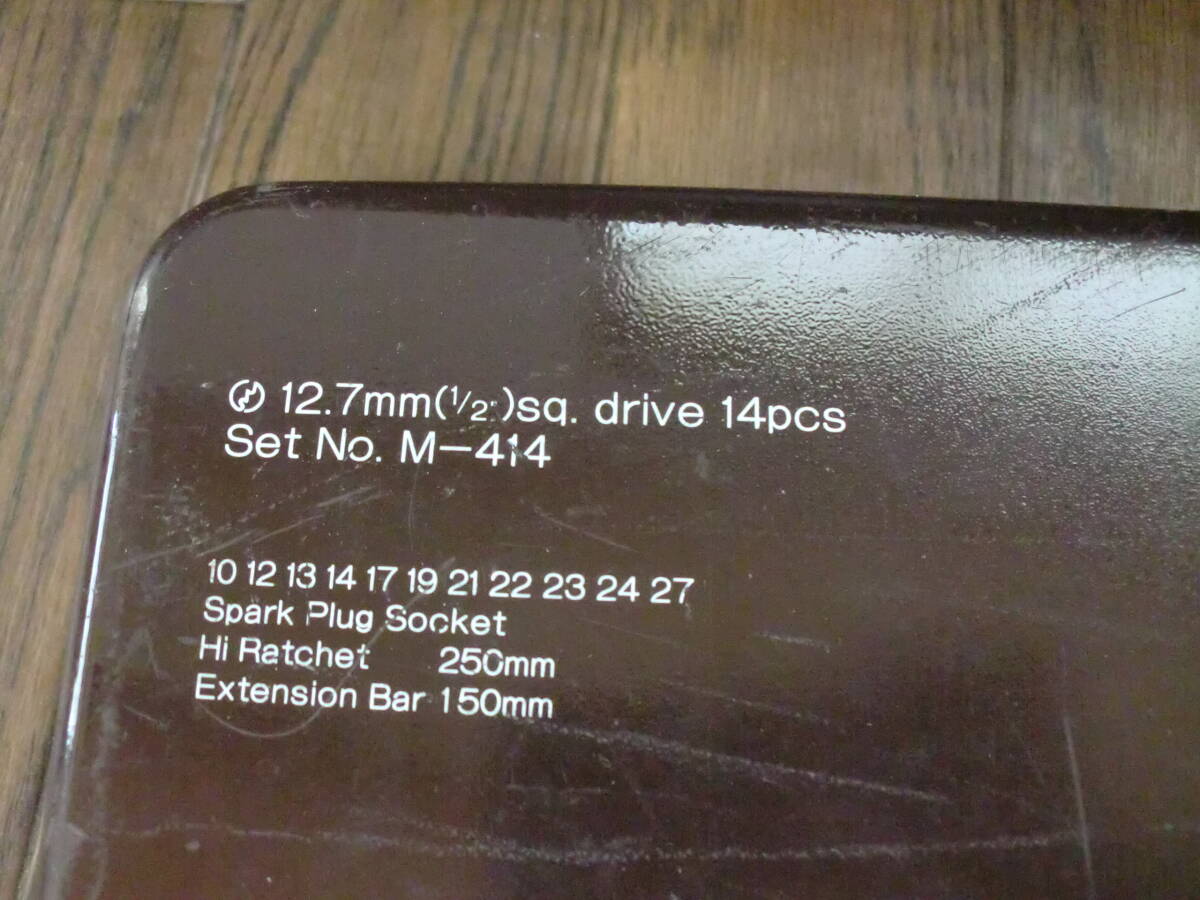 12.7mm(1/2")sq. drive 14pcs
Set No. M-414
10 12 13 14 17 19 21 22 23 24 27
Spark Plug Socket
Hi Ratchet 250mm
Extension Bar 150mm